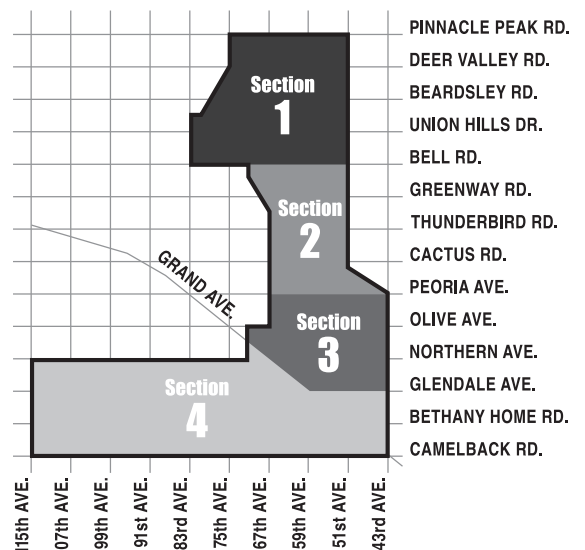 PINNACLE PEAK RD.
DEER VALLEY RD.
BEARDSLEY RD.
UNION HILLS DR.
BELL RD.
GREENWAY RD.
THUNDERBIRD RD.
CACTUS RD.
PEORIA AVE.
OLIVE AVE.
NORTHERN AVE.
GLENDALE AVE.
BETHANY HOME RD.
CAMELBACK RD.
Section
1
Section
2
GRAND AVE.
Section
3
Section
4
115th AVE.
07th AVE.
99th AVE.
91st AVE.
83rd AVE.
75th AVE.
67th AVE.
59th AVE.
51st AVE.
43rd AVE.